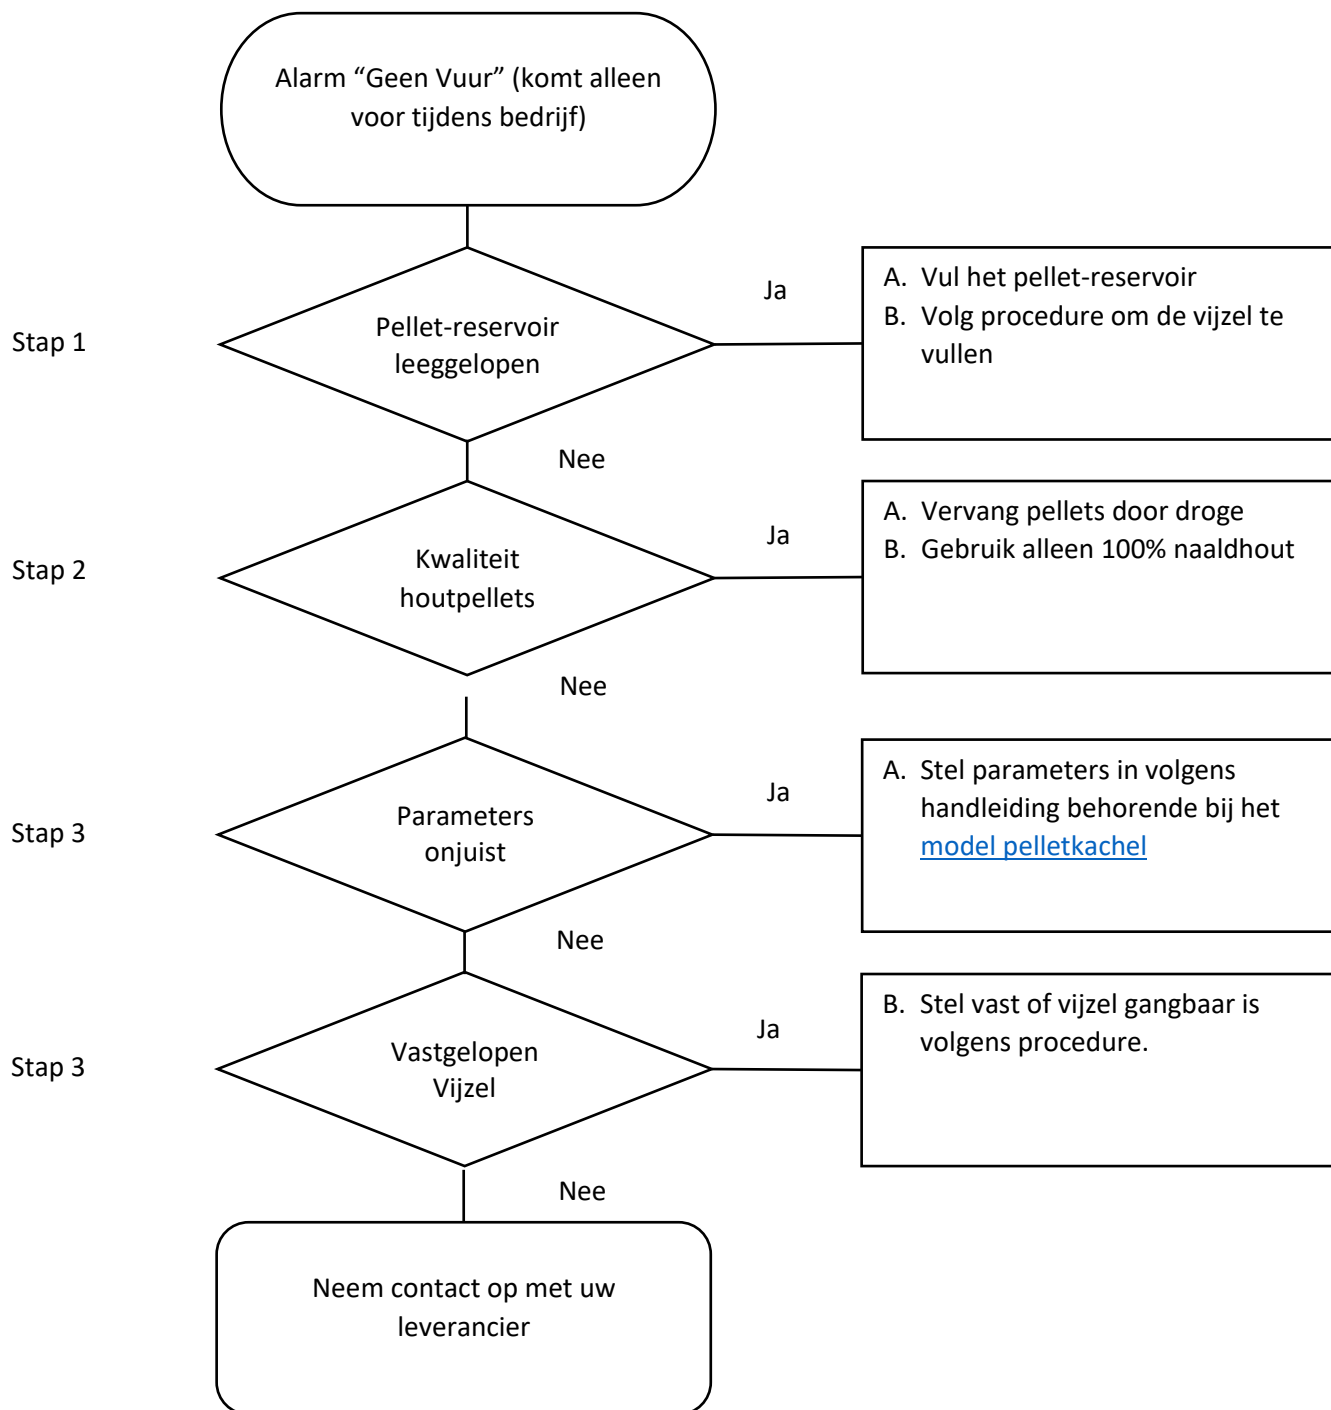 Alarm “Geen Vuur” (komt alleen
voor tijdens bedrijf)
Stap 1
Pellet-reservoir
leeggelopen
Ja
A. Vul het pellet-reservoir
B. Volg procedure om de vijzel te
vullen
Nee
Stap 2
Kwaliteit
houtpellets
Ja
A. Vervang pellets door droge
B. Gebruik alleen 100% naaldhout
Nee
Stap 3
Parameters
onjuist
Ja
A. Stel parameters in volgens
handleiding behorende bij het
model pelletkachel
Nee
Stap 3
Vastgelopen
Vijzel
Ja
B. Stel vast of vijzel gangbaar is
volgens procedure.
Nee
Neem contact op met uw
leverancier